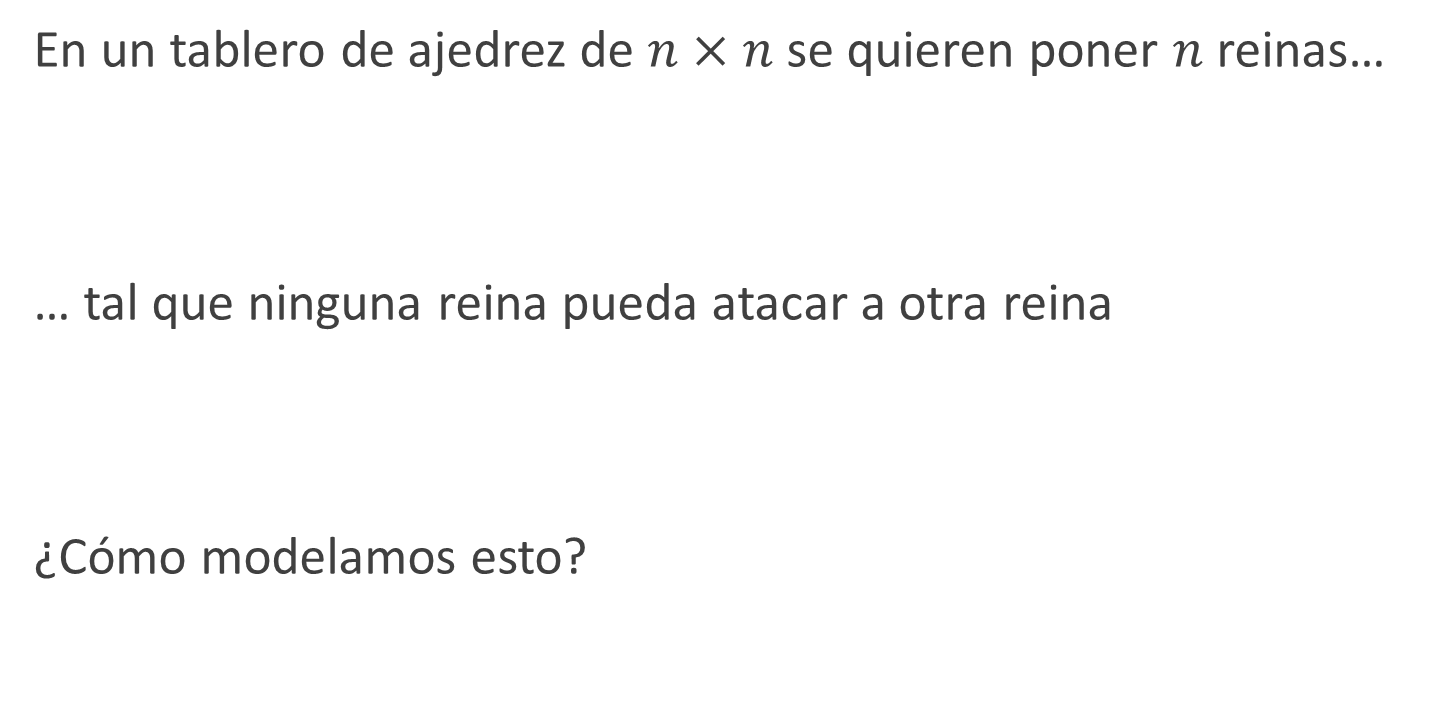 En un tablero de ajedrez de n × n se quieren poner n reinas...
... tal que ninguna reina pueda atacar a otra reina
¿Cómo modelamos esto?